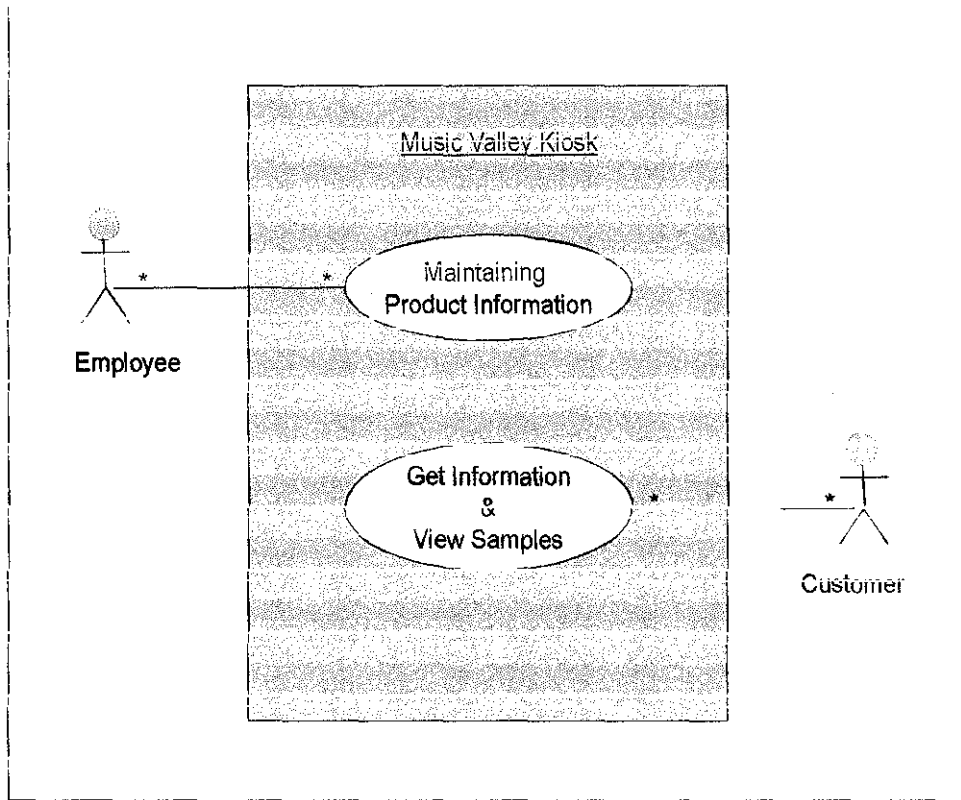 Music Valley Kiosk
* *
Maintaining
Product Information
Employee
Get Information
&
View Samples
* *
Customer